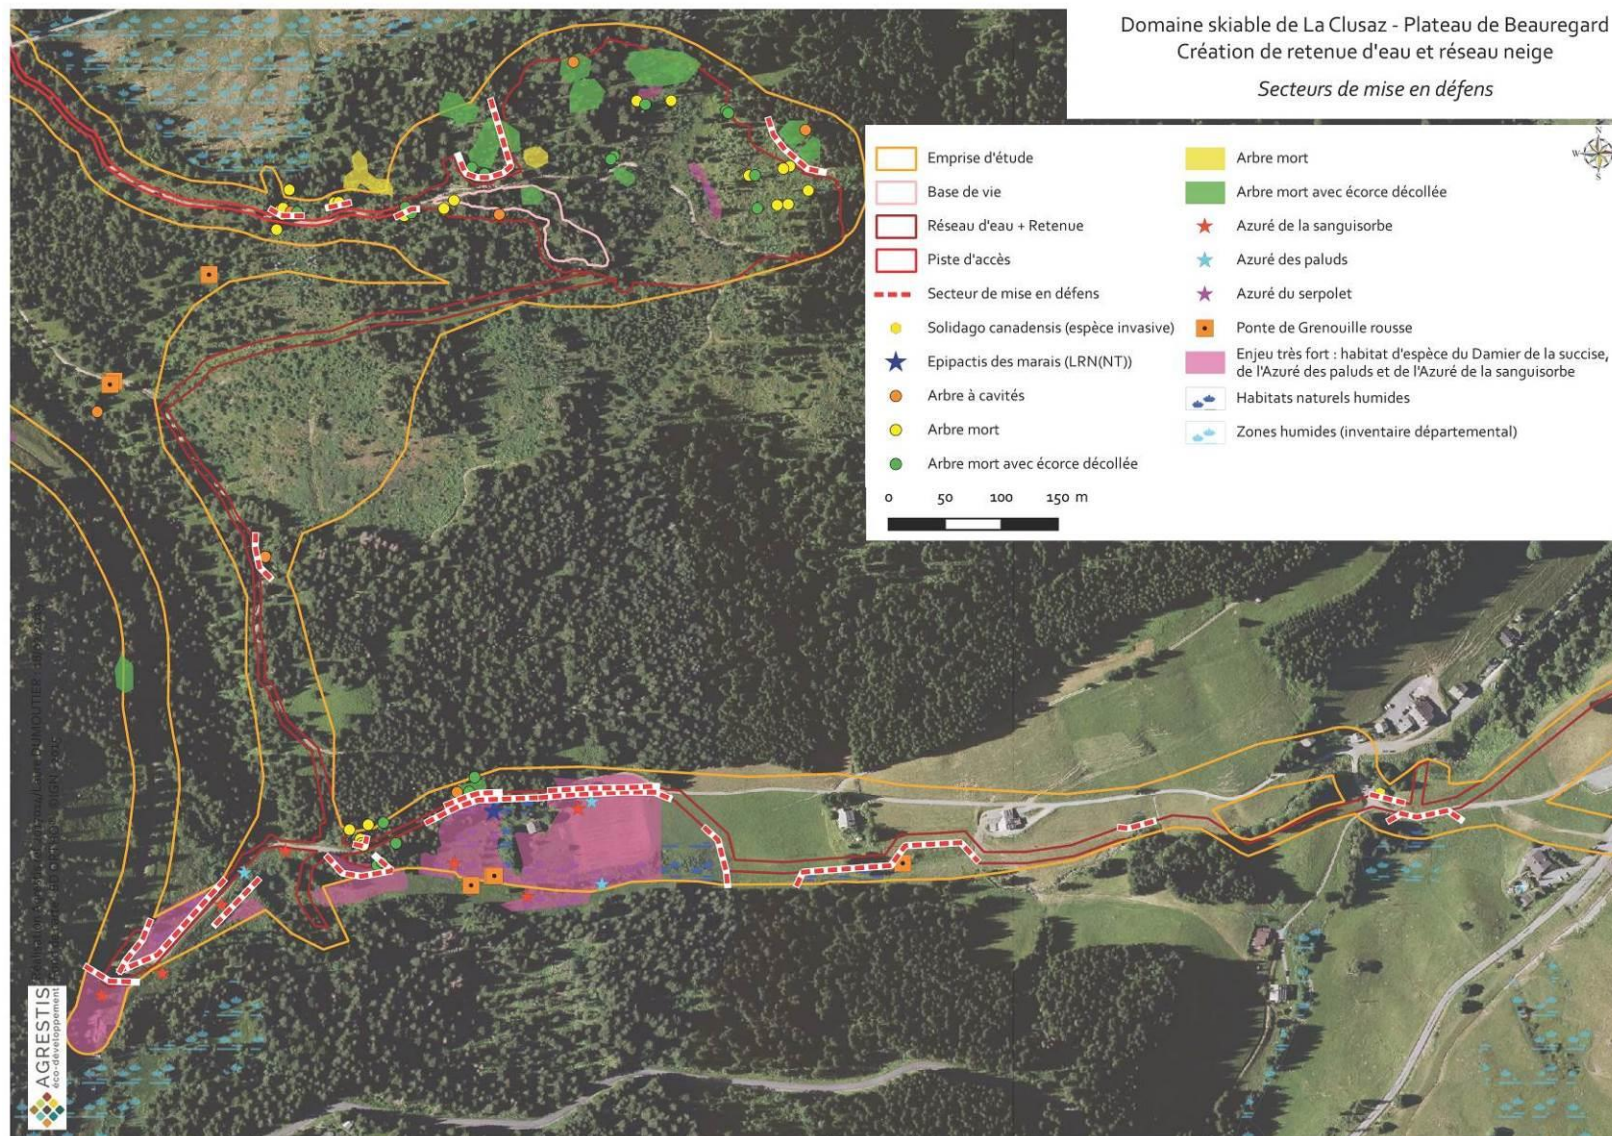 Domaine skiable de La Clusaz - Plateau de Beauregard
Création de retenue d'eau et réseau neige
Secteurs de mise en défens
Emprise d'étude
Base de vie
Réseau d'eau + Retenue
Piste d'accès
Secteur de mise en défens
Solidago canadensis (espèce invasive)
Epipactis des marais (LRN(NT))
Arbre à cavités
Arbre mort
Arbre mort avec écorce décollée
0 50 100 150 m
Arbre mort
Arbre mort avec écorce décollée
Azuré de la sanguisorbe
Azuré des paluds
Azuré du serpolet
Ponte de Grenouille rousse
Enjeu très fort : habitat d'espèce du Damier de la succise,
de l'Azuré des paluds et de l'Azuré de la sanguisorbe
Habitats naturels humides
Zones humides (inventaire départemental)
N
W
S
AGRESTIS
éco-développement